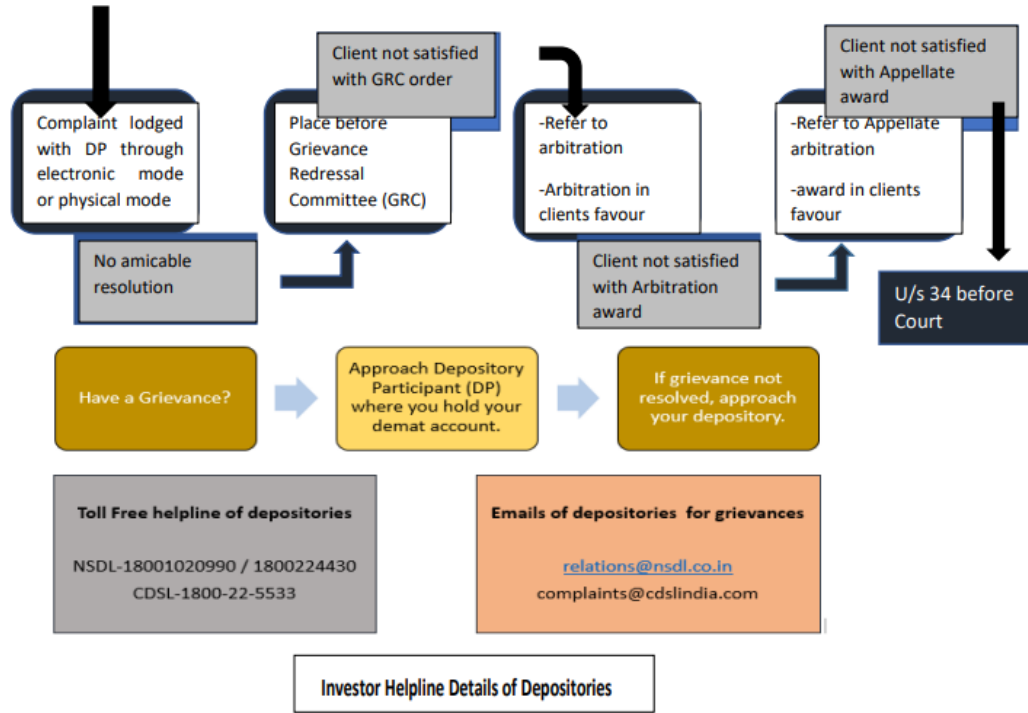 Complaint lodged
with DP through
electronic mode
or physical mode
No amicable
resolution
Place before
Grievance
Redressal
Committee (GRC)
Client not satisfied
with GRC order
-Refer to
arbitration
-Arbitration in
clients favour
Client not satisfied
with Arbitration
award
-Refer to Appellate
arbitration
-award in clients
favour
Client not satisfied
with Appellate
award
U/s 34 before
Court
Have a Grievance?
Approach Depository
Participant (DP)
where you hold your
demat account.
If grievance not
resolved, approach
your depository.
Toll Free helpline of depositories
NSDL-18001020990 / 1800224430
CDSL-1800-22-5533
Emails of depositories for grievances
relations@nsdl.co.in
complaints@cdslindia.com
Investor Helpline Details of Depositories